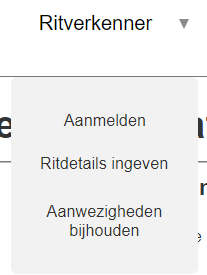 Ritverkenner ▼
Aanmelden
Ritdetails ingeven
Aanwezigheden
bijhouden